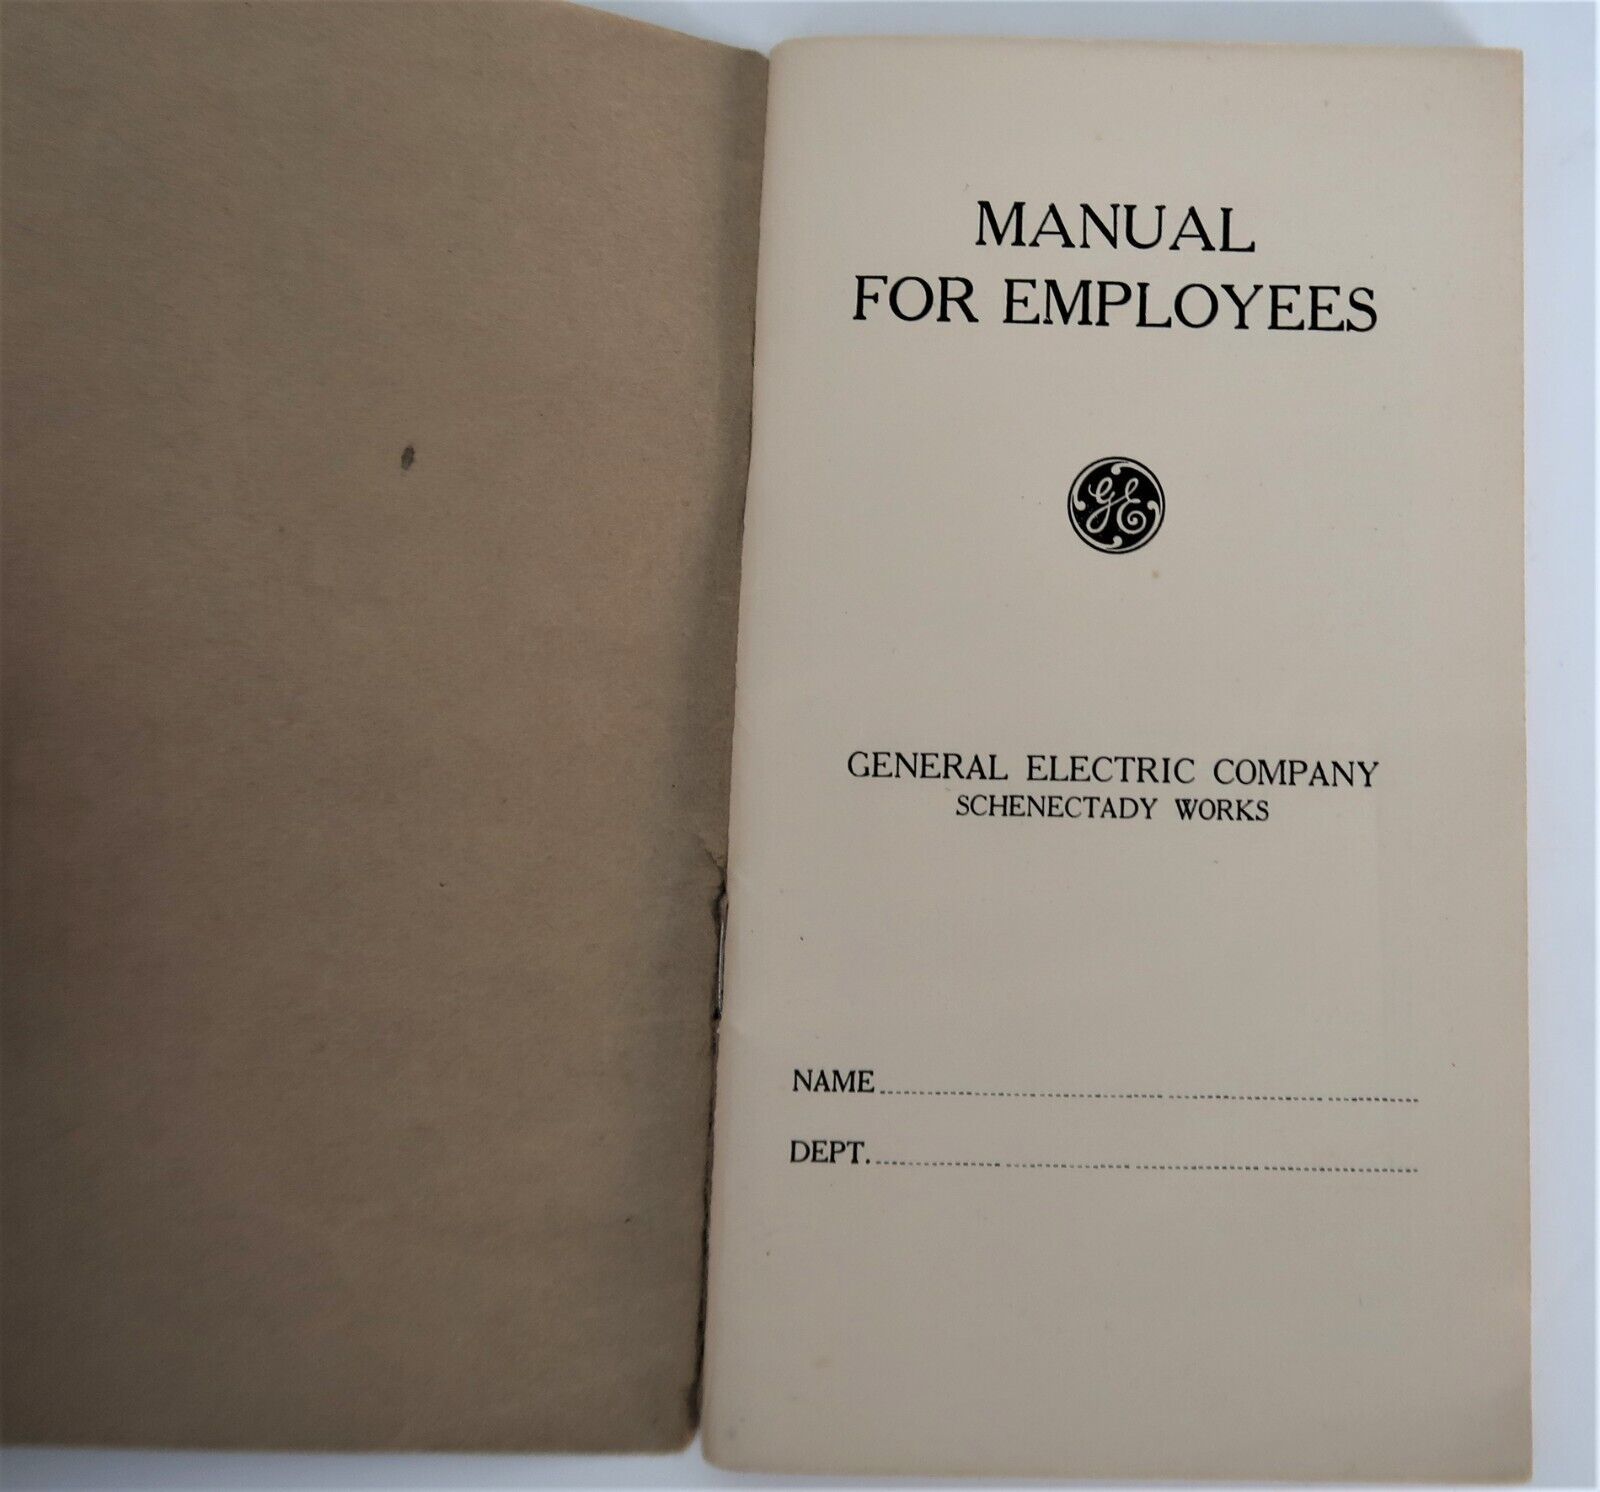 MANUAL
FOR EMPLOYEES
GE
GENERAL ELECTRIC COMPANY
SCHENECTADY WORKS
NAME
DEPT.